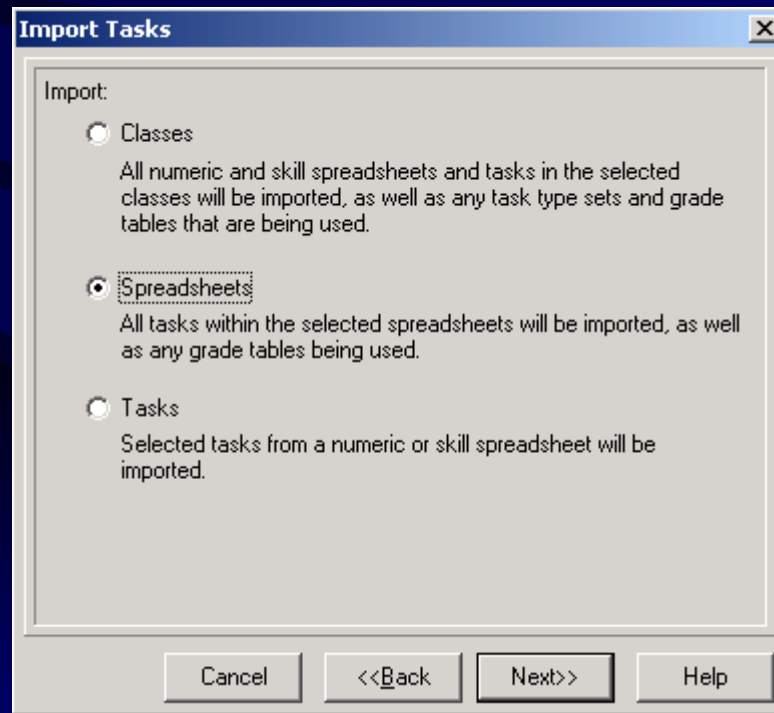 Import Tasks
Import:
Classes
All numeric and skill spreadsheets and tasks in the selected
classes will be imported, as well as any task type sets and grade
tables that are being used.
Spreadsheets
All tasks within the selected spreadsheets will be imported, as well
as any grade tables being used.
Tasks
Selected tasks from a numeric or skill spreadsheet will be
imported.
Cancel
<<Back
Next>>
Help